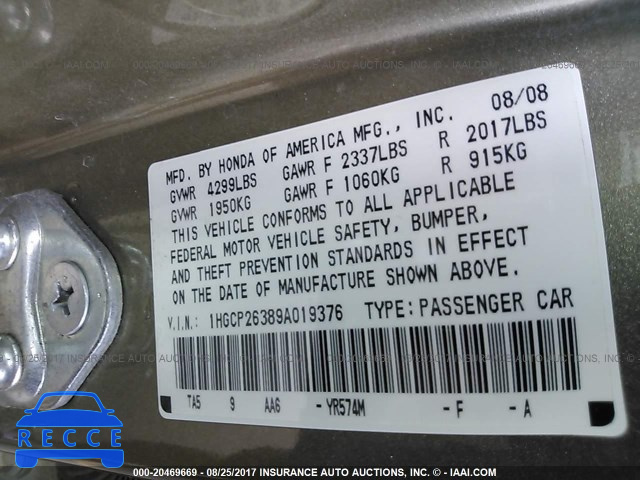 MFD. BY HONDA OF AMERICA MFG., INC. 08/08
GVWR 4299LBS GAWR F 2337LBS R 2017LBS
GVWR 1950KG GAWR F 1060KG R 915KG
THIS VEHICLE CONFORMS TO ALL APPLICABLE
FEDERAL MOTOR VEHICLE SAFETY, BUMPER,
AND THEFT PREVENTION STANDARDS IN EFFECT
ON THE DATE OF MANUFACTURE SHOWN ABOVE.
V.I.N.: 1HGCP26389A019376 TYPE:PASSENGER CAR
TA5 9 AA6 -YR574M -F -A
RECCE
000-20469669 - 08/25/2017 INSURANCE AUTO AUCTIONS, INC. © - IAAI.COM